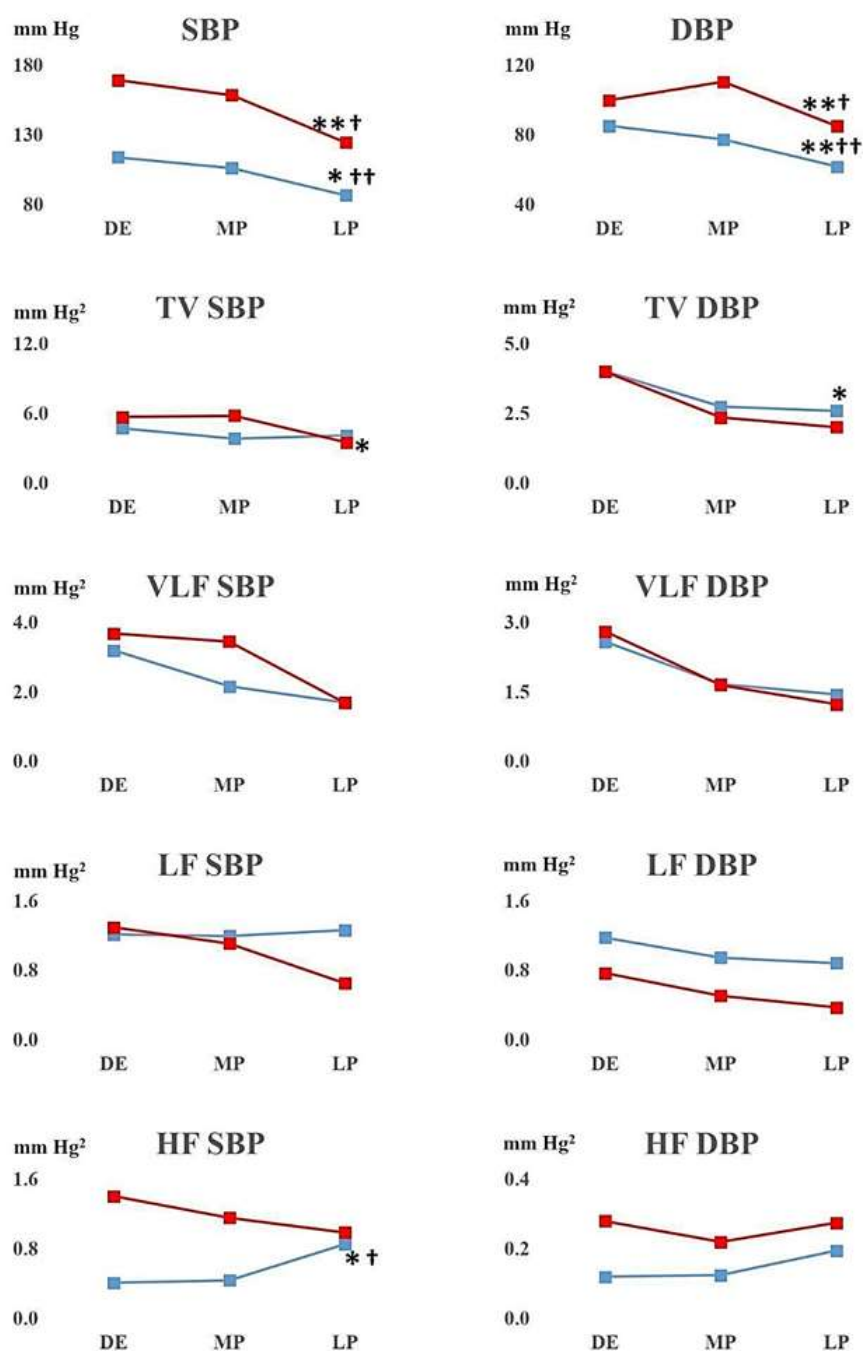 mm Hg SBP mm Hg DBP
180 120
**† **†
130 80 **††
* ††
80 40
DE MP LP DE MP LP
mm Hg² TV SBP mm Hg² TV DBP
12.0 5.0
*
6.0 2.5
*
0.0 0.0
DE MP LP DE MP LP
mm Hg² VLF SBP mm Hg² VLF DBP
4.0 3.0
2.0 1.5
0.0 0.0
DE MP LP DE MP LP
mm Hg² LF SBP mm Hg² LF DBP
1.6 1.6
0.8 0.8
0.0 0.0
DE MP LP DE MP LP
mm Hg² HF SBP mm Hg² HF DBP
1.6 0.4
0.8 0.2
* †
0.0 0.0
DE MP LP DE MP LP